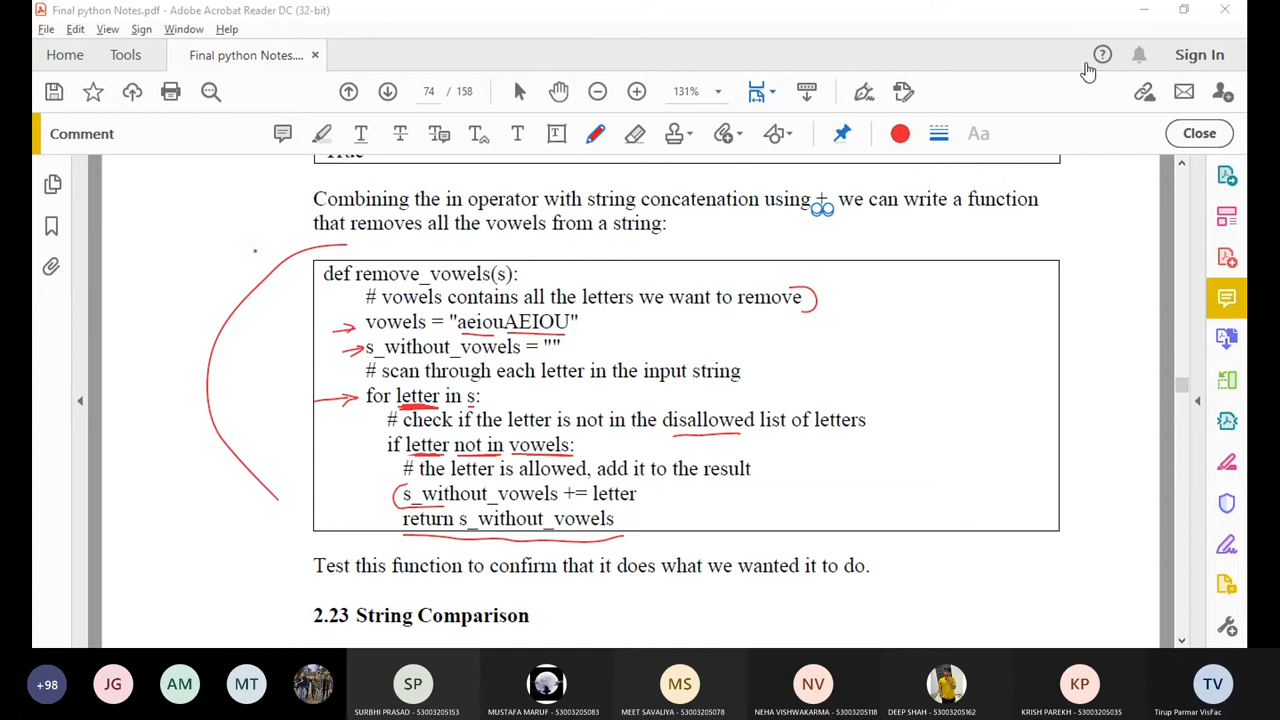 Final python Notes.pdf - Adobe Acrobat Reader DC (32-bit)
File Edit View Sign Window Help
Home Tools Final python Notes.... × ? Sign In
74 / 158 131%
Comment T T T T T T Aa Close
True
Combining the in operator with string concatenation using + we can write a function
that removes all the vowels from a string:
def remove_vowels(s):
# vowels contains all the letters we want to remove
vowels = "aeiouAEIOU"
s_without_vowels = ""
# scan through each letter in the input string
for letter in s:
# check if the letter is not in the disallowed list of letters
if letter not in vowels:
# the letter is allowed, add it to the result
s_without_vowels += letter
return s_without_vowels
Test this function to confirm that it does what we wanted it to do.
2.23 String Comparison
+98 JG AM MT SP MS NV KP TV
SURBHI PRASAD - 53003205153 MUSTAFA MARUF - 53003205083 MEET SAVALIYA - 53003205078 NEHA VISHWAKARMA - 53003205118 DEEP SHAH - 53003205162 KRISH PAREKH - 53003205035 Tirup Parmar VisFac